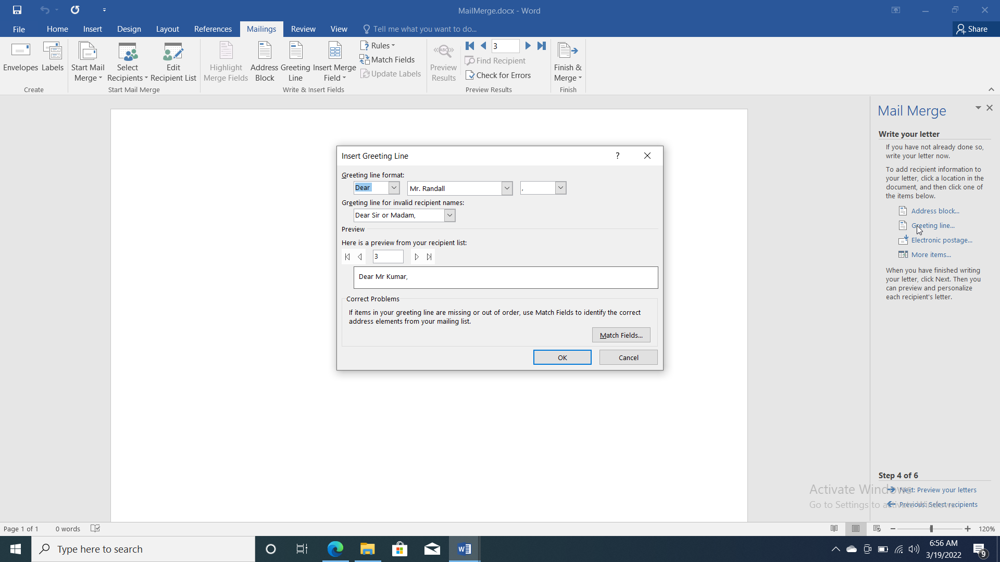 MailMerge.docx - Word
File Home Insert Design Layout References Mailings Review View Tell me what you want to do... Share
Envelopes
Labels
Start Mail Merge
Select Recipients
Edit Recipient List
Highlight Merge Fields
Address Block
Greeting Line
Insert Merge Field
Rules
Match Fields
Update Labels
ABC
Preview Results
3
Find Recipient
Check for Errors
Finish & Merge
Create
Start Mail Merge
Write & Insert Fields
Preview Results
Finish
Insert Greeting Line
?
Greeting line format:
Dear
Mr. Randall
,
Greeting line for invalid recipient names:
Dear Sir or Madam,
Preview
Here is a preview from your recipient list:
3
Dear Mr Kumar,
Correct Problems
If items in your greeting line are missing or out of order, use Match Fields to identify the correct
address elements from your mailing list.
Match Fields...
OK
Cancel
Mail Merge
Write your letter
If you have not already done so,
write your letter now.
To add recipient information to
your letter, click a location in the
document, and then click one of
the items below.
Address block...
Greeting line...
Electronic postage...
More items...
When you have finished writing
your letter, click Next. Then you
can preview and personalize
each recipient's letter.
Step 4 of 6
Next: Preview your letters
Previous: Select recipients
Activate Windows
Go to Settings to activate Windows.
Page 1 of 1
0 words
120%
Type here to search
W
6:56 AM
3/19/2022
9